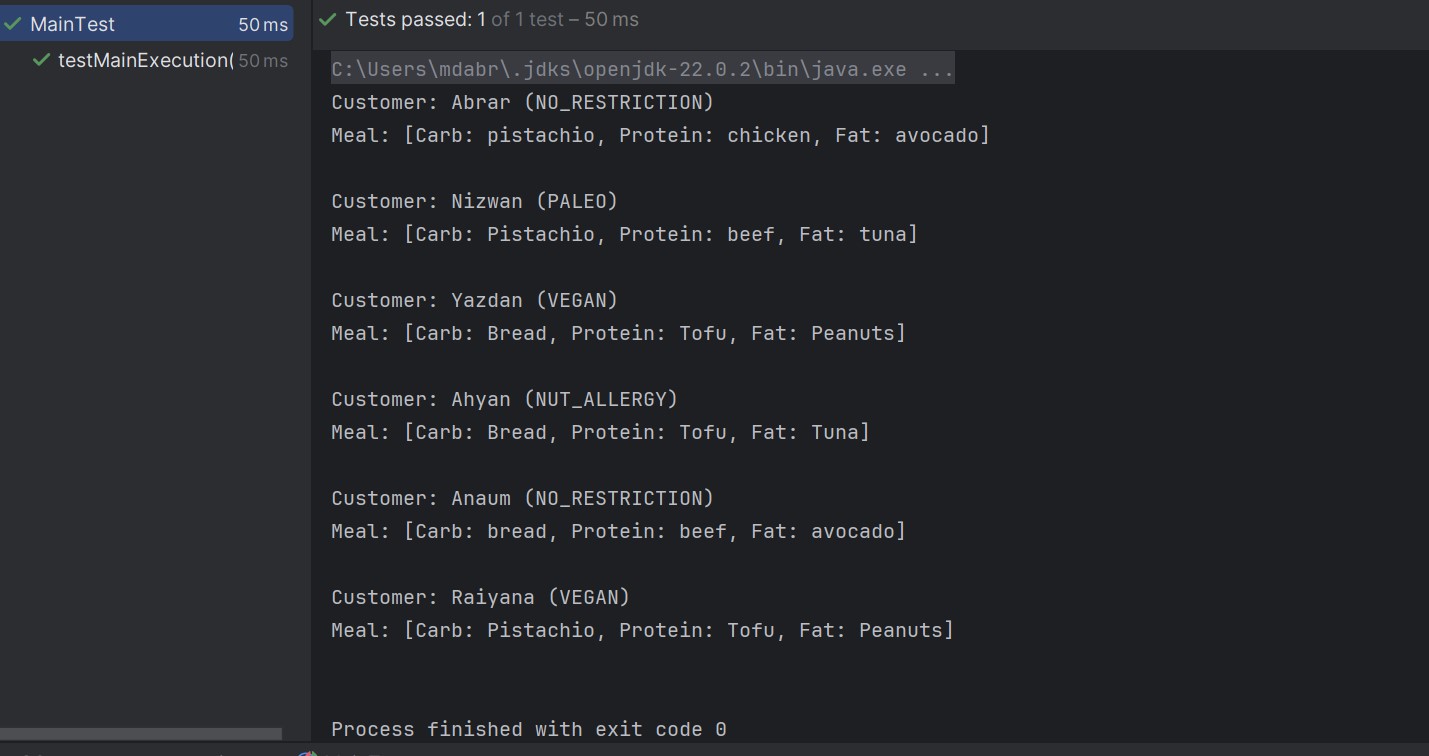 MainTest 50 ms
testMainExecution( 50 ms
Tests passed: 1 of 1 test – 50 ms
C:\Users\mdabr\.jdks\openjdk-22.0.2\bin\java.exe ...
Customer: Abrar (NO_RESTRICTION)
Meal: [Carb: pistachio, Protein: chicken, Fat: avocado]
Customer: Nizwan (PALEO)
Meal: [Carb: Pistachio, Protein: beef, Fat: tuna]
Customer: Yazdan (VEGAN)
Meal: [Carb: Bread, Protein: Tofu, Fat: Peanuts]
Customer: Ahyan (NUT_ALLERGY)
Meal: [Carb: Bread, Protein: Tofu, Fat: Tuna]
Customer: Anaum (NO_RESTRICTION)
Meal: [Carb: bread, Protein: beef, Fat: avocado]
Customer: Raiyana (VEGAN)
Meal: [Carb: Pistachio, Protein: Tofu, Fat: Peanuts]
Process finished with exit code 0